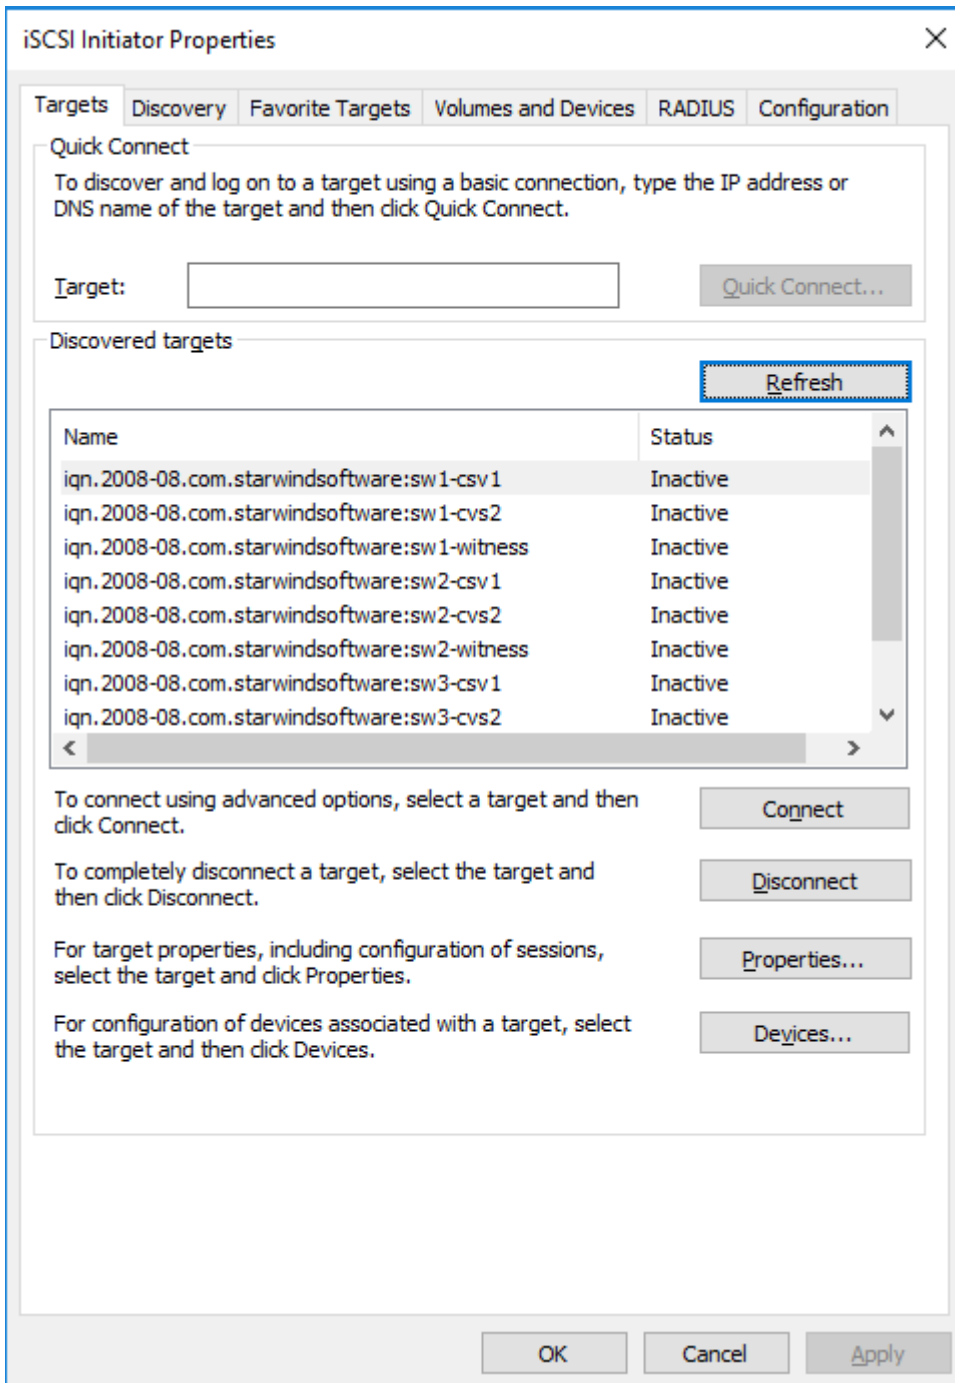 iSCSI Initiator Properties
Targets Discovery Favorite Targets Volumes and Devices RADIUS Configuration
Quick Connect
To discover and log on to a target using a basic connection, type the IP address or
DNS name of the target and then click Quick Connect.
Target:
Quick Connect...
Discovered targets
Refresh
Name Status
iqn.2008-08.com.starwindsoftware:sw1-csv1 Inactive
iqn.2008-08.com.starwindsoftware:sw1-cvs2 Inactive
iqn.2008-08.com.starwindsoftware:sw1-witness Inactive
iqn.2008-08.com.starwindsoftware:sw2-csv1 Inactive
iqn.2008-08.com.starwindsoftware:sw2-cvs2 Inactive
iqn.2008-08.com.starwindsoftware:sw2-witness Inactive
iqn.2008-08.com.starwindsoftware:sw3-csv1 Inactive
iqn.2008-08.com.starwindsoftware:sw3-cvs2 Inactive
To connect using advanced options, select a target and then
click Connect.
Connect
To completely disconnect a target, select the target and
then click Disconnect.
Disconnect
For target properties, including configuration of sessions,
select the target and click Properties.
Properties...
For configuration of devices associated with a target, select
the target and then click Devices.
Devices...
OK Cancel Apply